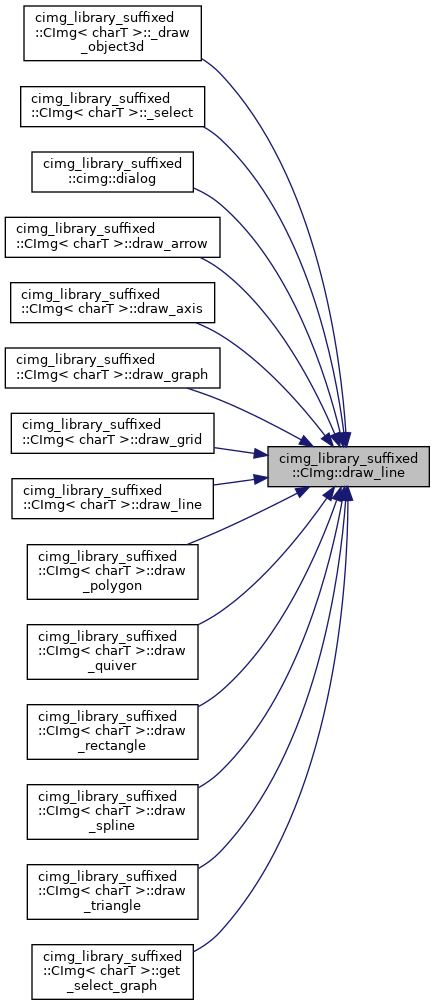 cimg_library_suffixed
::CImg< charT >::_draw
_object3d
cimg_library_suffixed
::CImg< charT >::_select
cimg_library_suffixed
::cimg::dialog
cimg_library_suffixed
::CImg< charT >::draw_arrow
cimg_library_suffixed
::CImg< charT >::draw_axis
cimg_library_suffixed
::CImg< charT >::draw_graph
cimg_library_suffixed
::CImg< charT >::draw_grid
cimg_library_suffixed
::CImg::draw_line
cimg_library_suffixed
::CImg< charT >::draw_line
cimg_library_suffixed
::CImg< charT >::draw
_polygon
cimg_library_suffixed
::CImg< charT >::draw
_quiver
cimg_library_suffixed
::CImg< charT >::draw
_rectangle
cimg_library_suffixed
::CImg< charT >::draw
_spline
cimg_library_suffixed
::CImg< charT >::draw
_triangle
cimg_library_suffixed
::CImg< charT >::get
_select_graph